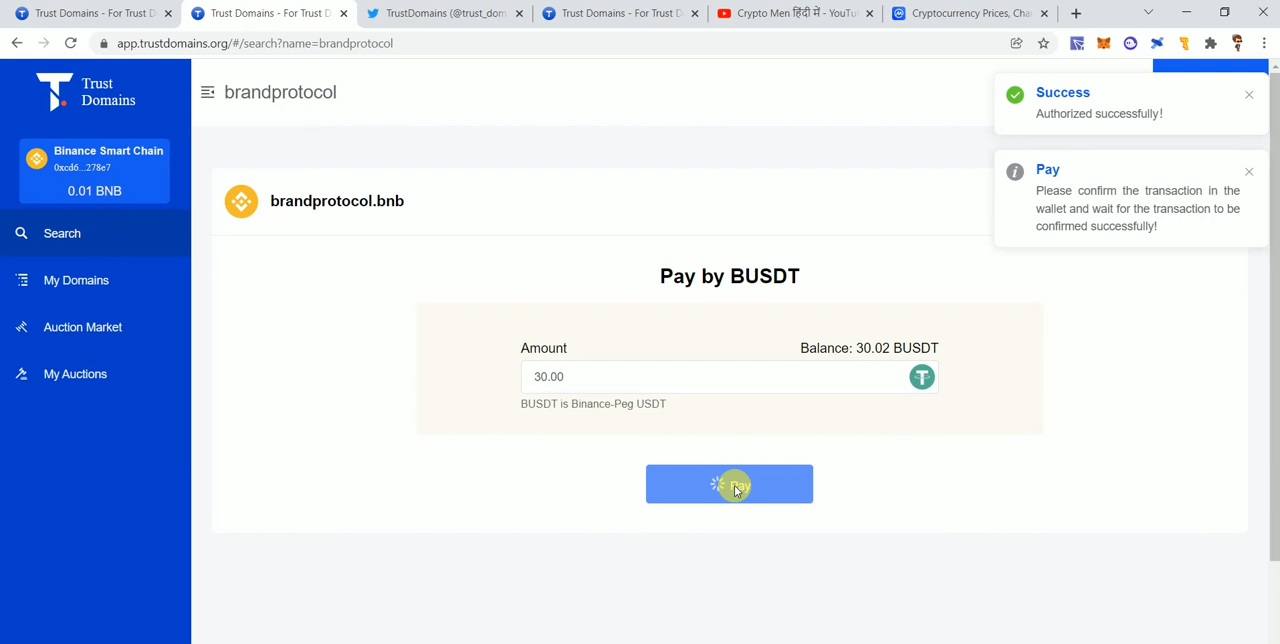 Trust Domains - For Trust D
Trust Domains - For Trust D
TrustDomains (@trust_dom
Trust Domains - For Trust D
Crypto Men हिंदी में - YouTu
Cryptocurrency Prices, Cha
app.trustdomains.org/#/search?name=brandprotocol
Trust
Domains
Binance Smart Chain
0xcd6...278e7
0.01 BNB
Search
My Domains
Auction Market
My Auctions
brandprotocol
Success
Authorized successfully!
Pay
Please confirm the transaction in the
wallet and wait for the transaction to be
confirmed successfully!
brandprotocol.bnb
Pay by BUSDT
Amount
Balance: 30.02 BUSDT
30.00
BUSDT is Binance-Peg USDT
Pay